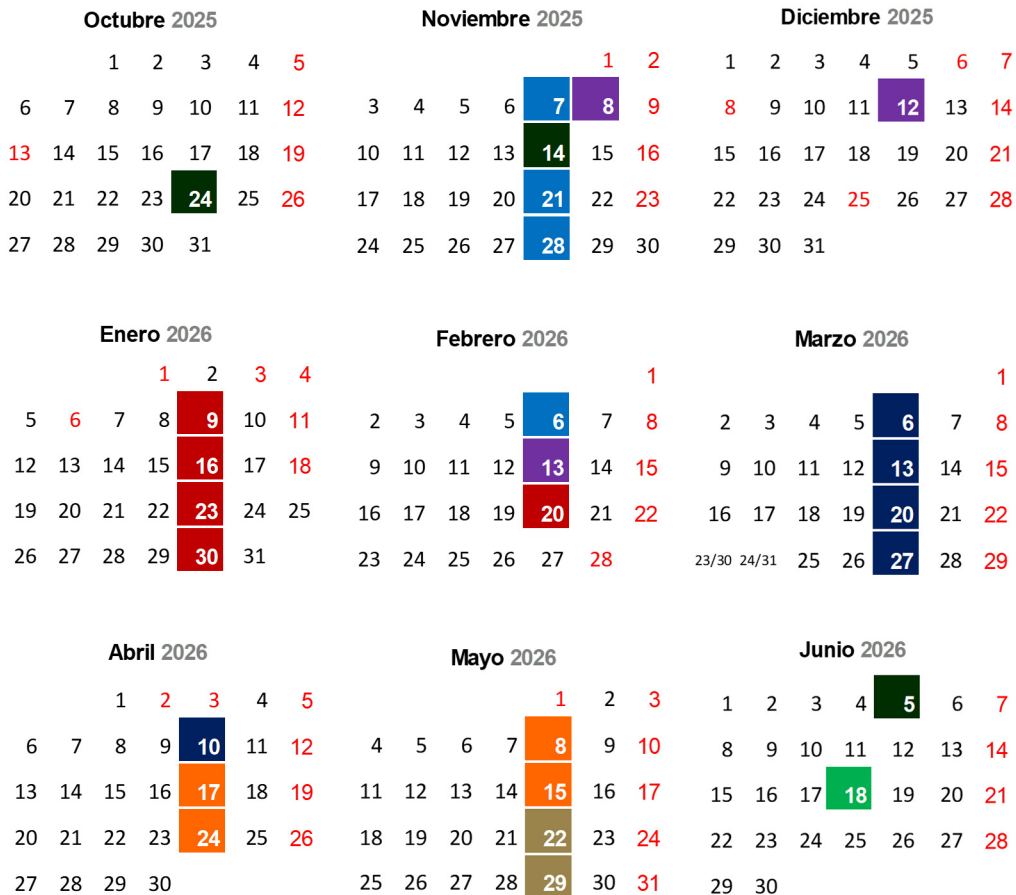 Octubre 2025
1 2 3 4 5
6 7 8 9 10 11 12
13 14 15 16 17 18 19
20 21 22 23 24 25 26
27 28 29 30 31
Noviembre 2025
1 2
3 4 5 6 7 8 9
10 11 12 13 14 15 16
17 18 19 20 21 22 23
24 25 26 27 28 29 30
Diciembre 2025
1 2 3 4 5 6 7
8 9 10 11 12 13 14
15 16 17 18 19 20 21
22 23 24 25 26 27 28
29 30 31
Enero 2026
1 2 3 4
5 6 7 8 9 10 11
12 13 14 15 16 17 18
19 20 21 22 23 24 25
26 27 28 29 30 31
Febrero 2026
1
2 3 4 5 6 7 8
9 10 11 12 13 14 15
16 17 18 19 20 21 22
23 24 25 26 27 28
Marzo 2026
1
2 3 4 5 6 7 8
9 10 11 12 13 14 15
16 17 18 19 20 21 22
23/30 24/31 25 26 27 28 29
Abril 2026
1 2 3 4 5
6 7 8 9 10 11 12
13 14 15 16 17 18 19
20 21 22 23 24 25 26
27 28 29 30
Mayo 2026
1 2 3
4 5 6 7 8 9 10
11 12 13 14 15 16 17
18 19 20 21 22 23 24
25 26 27 28 29 30 31
Junio 2026
1 2 3 4 5 6 7
8 9 10 11 12 13 14
15 16 17 18 19 20 21
22 23 24 25 26 27 28
29 30